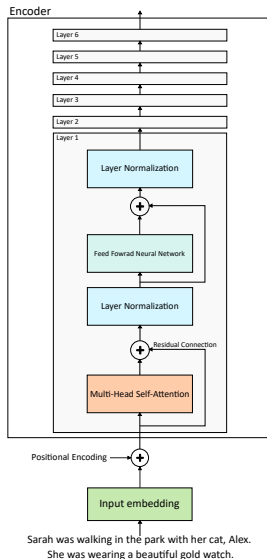 Encoder
Layer 6
Layer 5
Layer 4
Layer 3
Layer 2
Layer 1
Layer Normalization
Feed Fowrad Neural Network
Layer Normalization
Residual Connection
Multi-Head Self-Attention
Positional Encoding
Input embedding
Sarah was walking in the park with her cat, Alex.
She was wearing a beautiful gold watch.